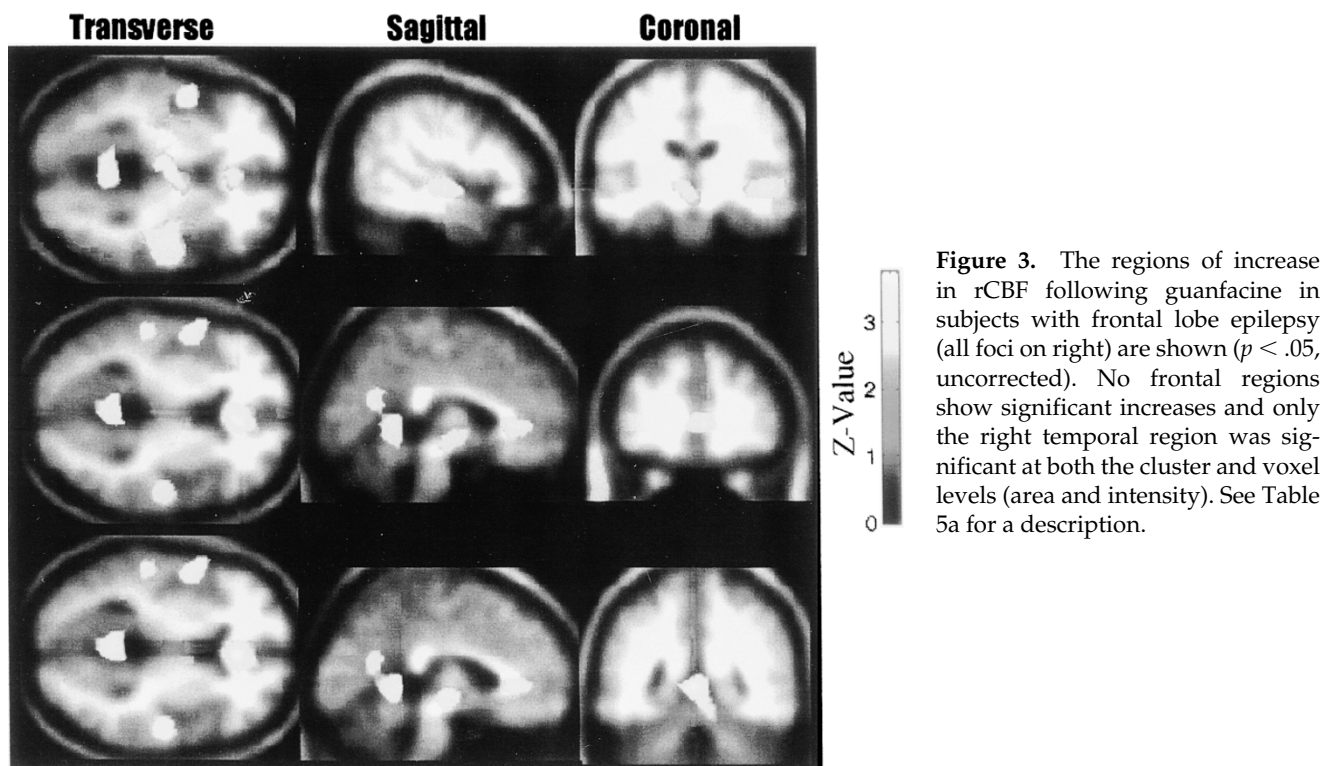 Transverse
Sagittal
Coronal
3
2
1
0
Z-Value
Figure 3. The regions of increase
in rCBF following guanfacine in
subjects with frontal lobe epilepsy
(all foci on right) are shown (p < .05,
uncorrected). No frontal regions
show significant increases and only
the right temporal region was sig-
nificant at both the cluster and voxel
levels (area and intensity). See Table
5a for a description.